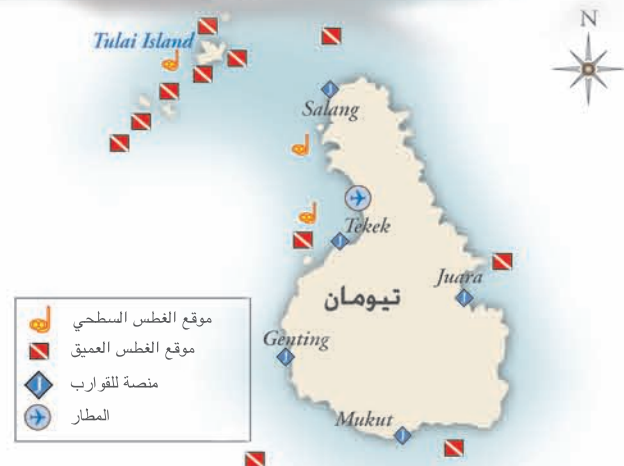 N
Tulai Island
Salang
Tekek
Juara
تيومان
Genting
Mukut
موقع الغطس السطحي
موقع الغطس العميق
منصة للقوارب
المطار
J
J
J
J
J
J